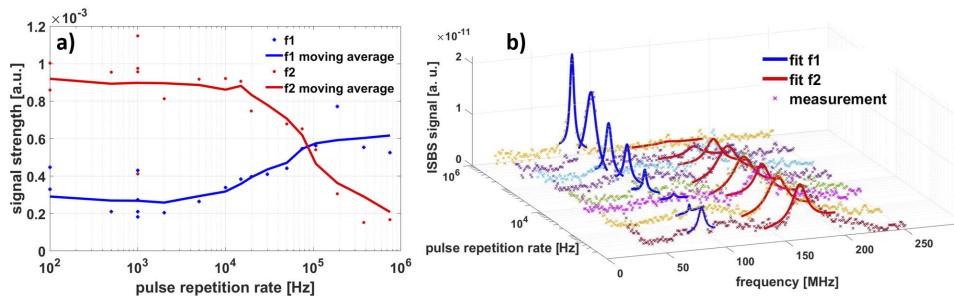 ×10⁻³
a)
1.2
1
0.8
0.6
0.4
0.2
0
signal strength [a.u.]
f1
f1 moving average
f2
f2 moving average
10² 10³ 10⁴ 10⁵ 10⁶
pulse repetition rate [Hz]
×10⁻¹¹
b)
2
1
0
ISBS signal [a. u.]
fit f1
fit f2
measurement
10⁶
10⁴
pulse repetition rate [Hz]
0 50 100 150 200 250
frequency [MHz]